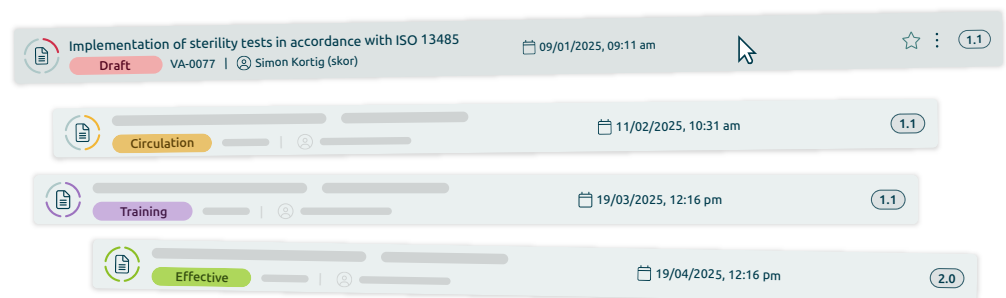 Implementation of sterility tests in accordance with ISO 13485
09/01/2025, 09:11 am
1.1
Draft VA-0077 | Simon Kortig (skor)
11/02/2025, 10:31 am
1.1
Circulation
19/03/2025, 12:16 pm
1.1
Training
19/04/2025, 12:16 pm
2.0
Effective